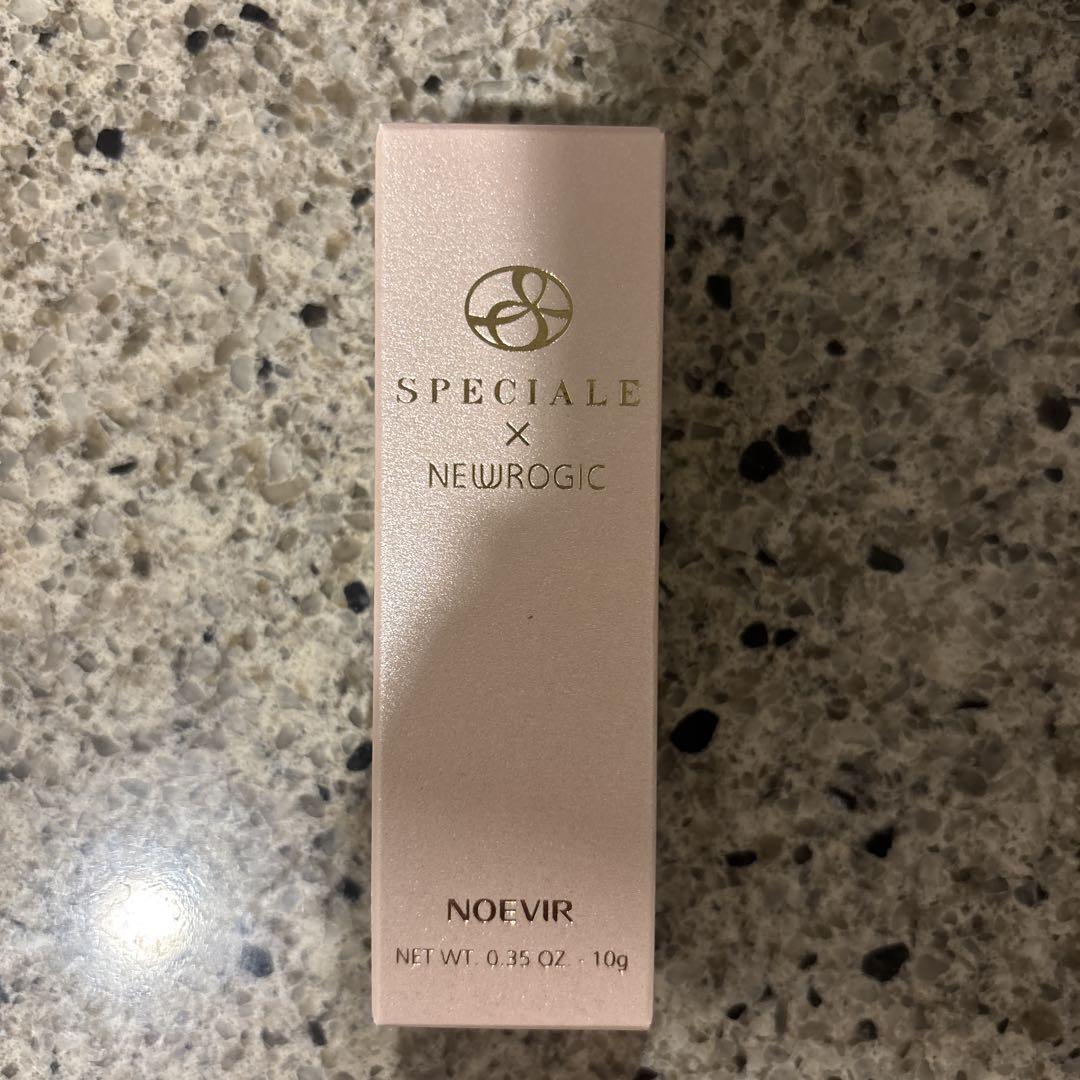 SPECIALE
×
NEWROGIC
NOEVIR
NET WT. 0.35 OZ. · 10g